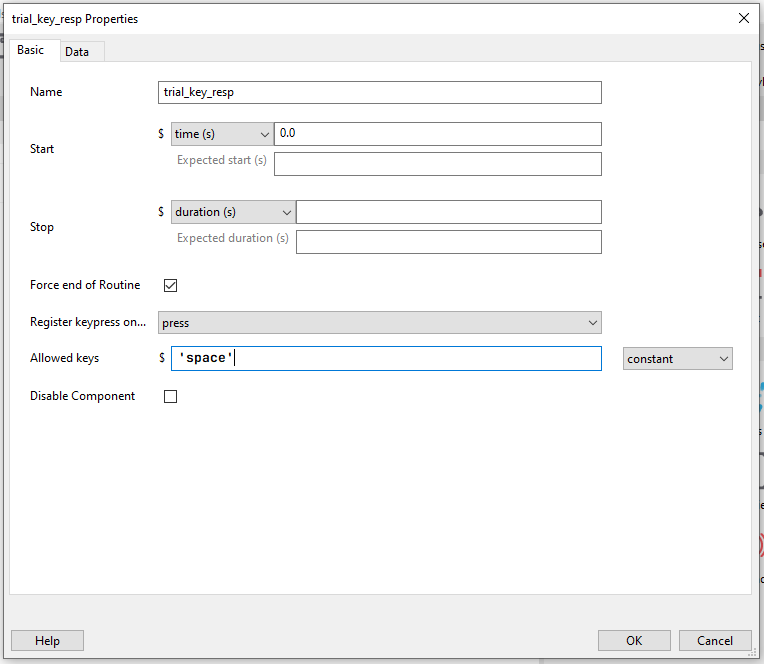 trial_key_resp Properties
Basic
Data
Name
trial_key_resp
Start
$ time (s) 0.0
Expected start (s)
Stop
$ duration (s)
Expected duration (s)
Force end of Routine
Register keypress on... press
Allowed keys $ 'space' constant
Disable Component
Help OK Cancel